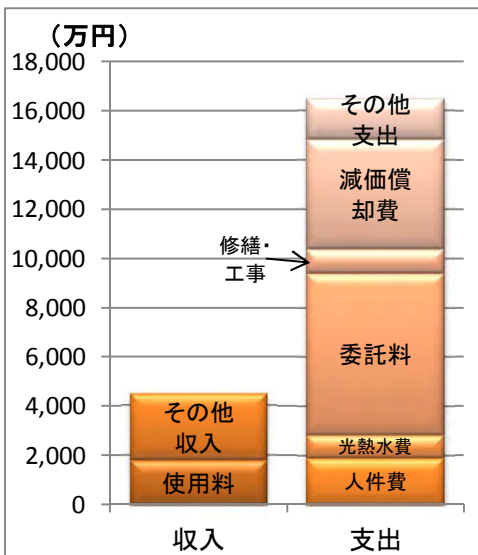 （万円）
18,000
16,000
14,000
12,000
10,000
8,000
6,000
4,000
2,000
0
その他
収入
使用料
その他
支出
減価償
却費
修繕・
工事
委託料
光熱水費
人件費
収入
支出